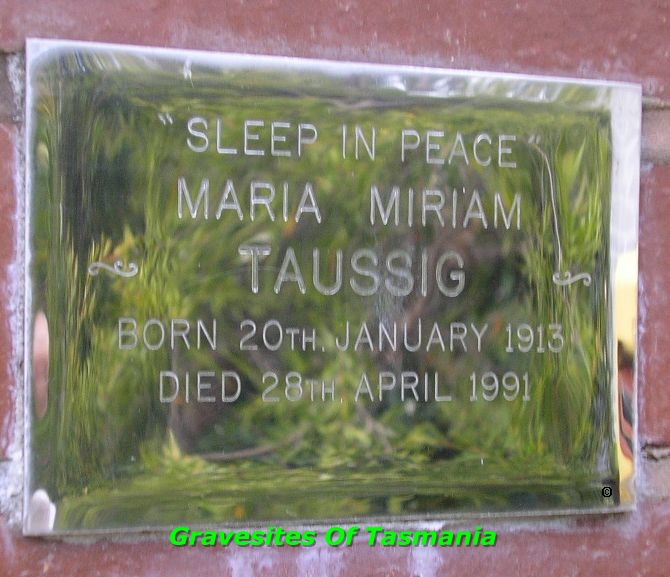 "SLEEP IN PEACE"
MARIA MIRIAM
TAUSSIG
BORN 20TH. JANUARY 1913
DIED 28TH. APRIL 1991
Gravesites Of Tasmania